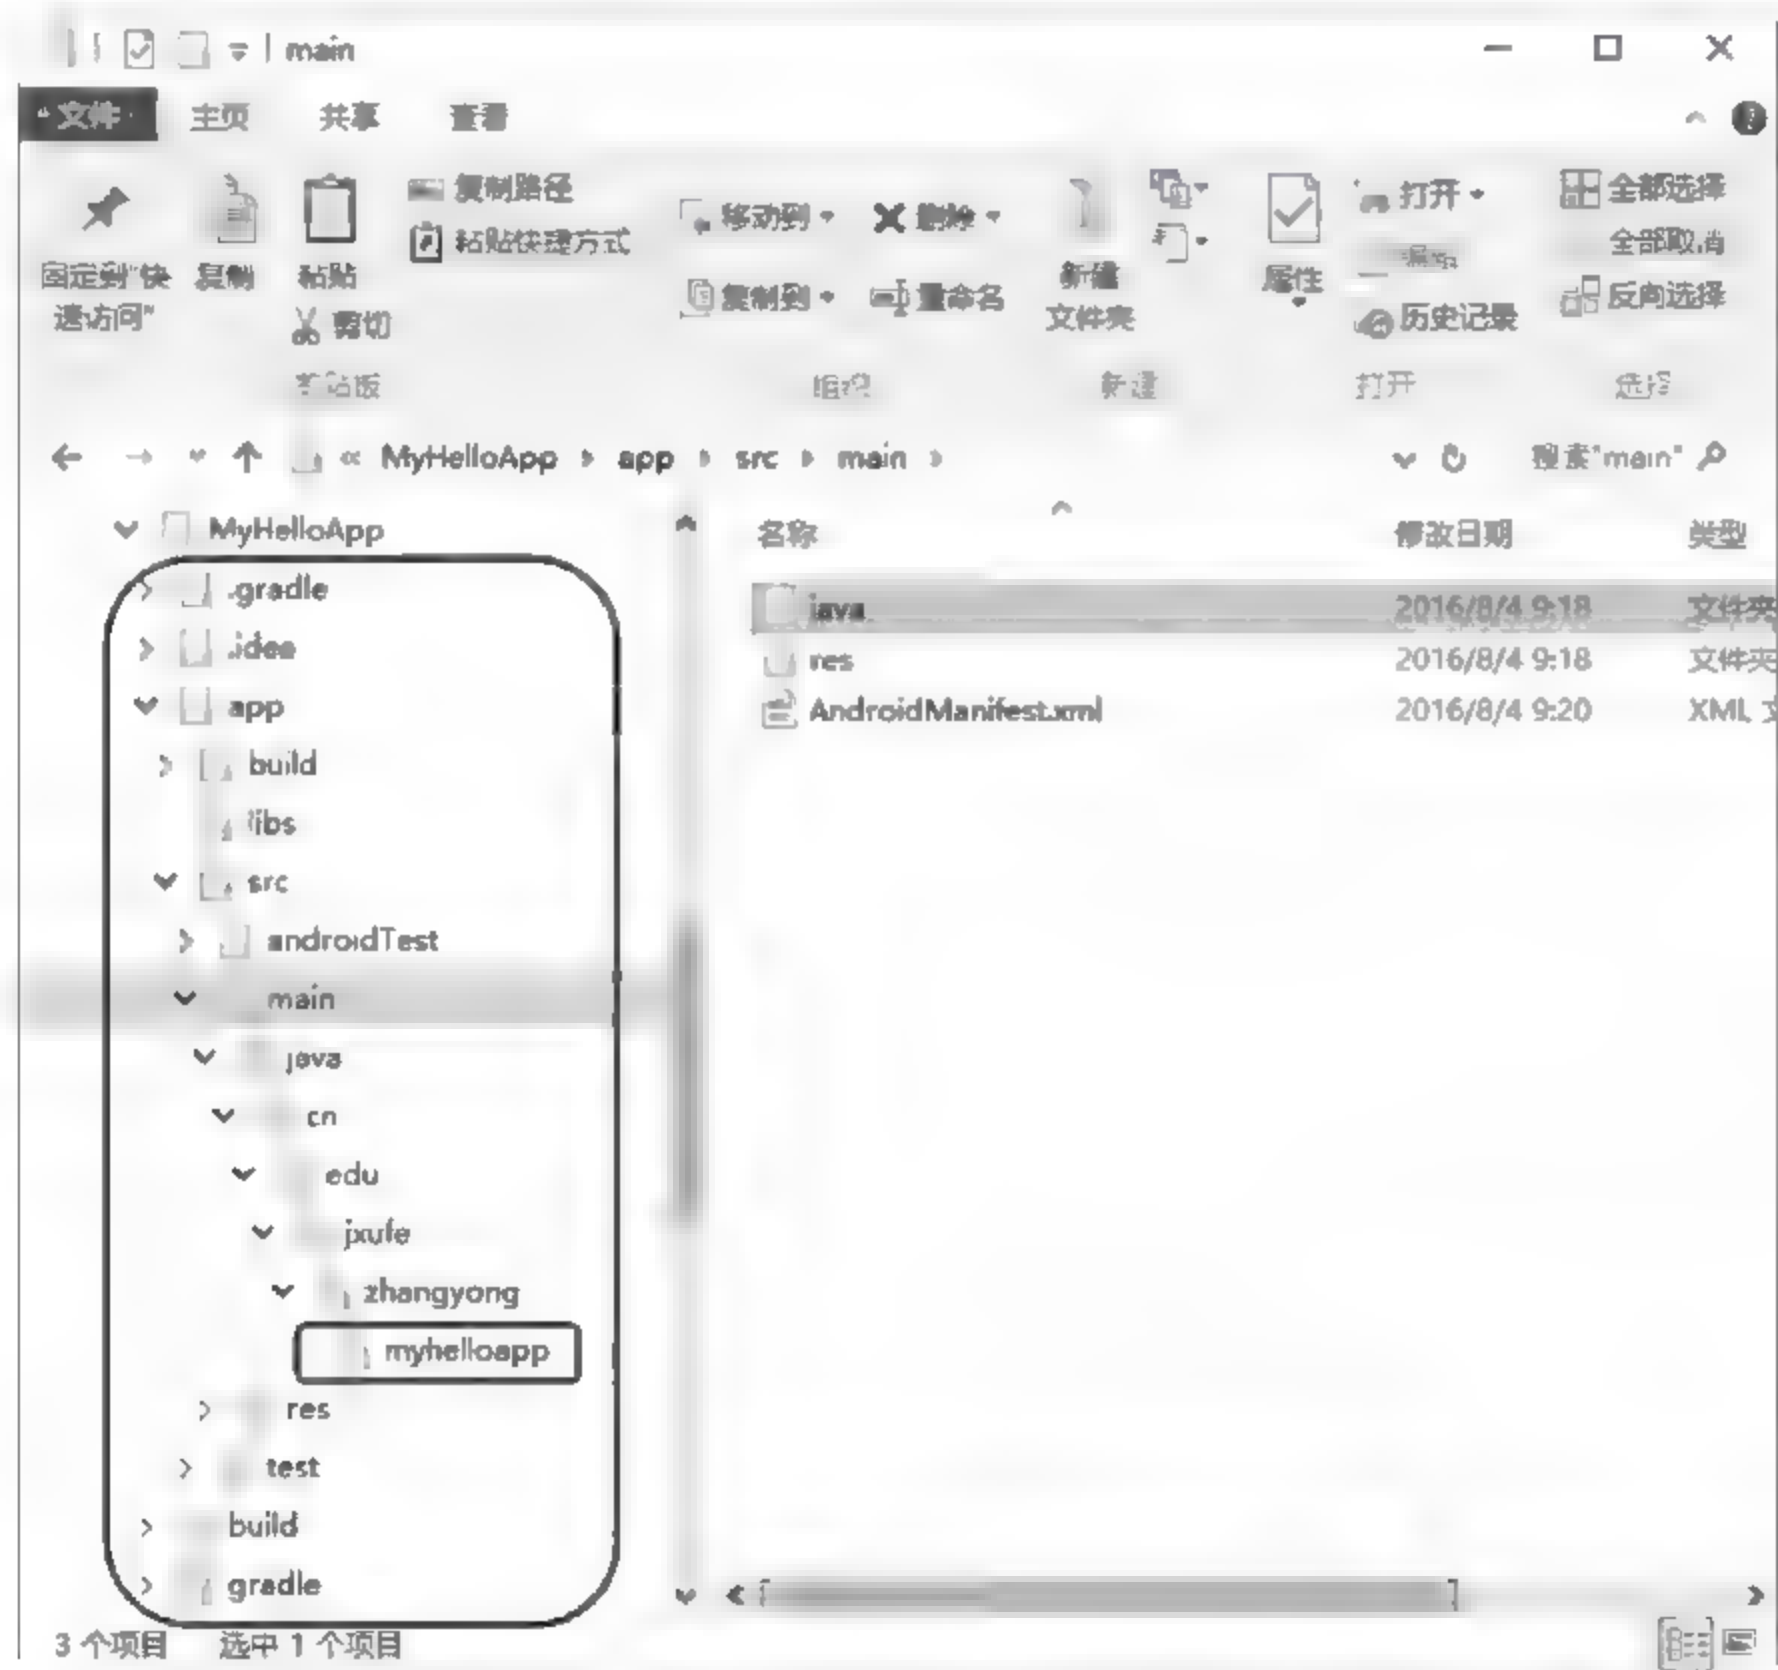 main
文件 主页 共享 查看
固定到"快速访问" 复制 粘贴 复制路径 粘贴快捷方式 剪切
移动到 删除 复制到 重命名
新建文件夹
属性 打开 编辑 历史记录
全部选择 全部取消 反向选择
剪贴板 组织 新建 打开 选择
« MyHelloApp app src main 搜索"main"
名称 修改日期 类型
java 2016/8/4 9:18 文件夹
res 2016/8/4 9:18 文件夹
AndroidManifest.xml 2016/8/4 9:20 XML
MyHelloApp
.gradle
.idea
app
build
libs
src
androidTest
main
java
cn
edu
jxufe
zhangyong
myhelloapp
res
test
build
gradle
3 个项目 选中 1 个项目